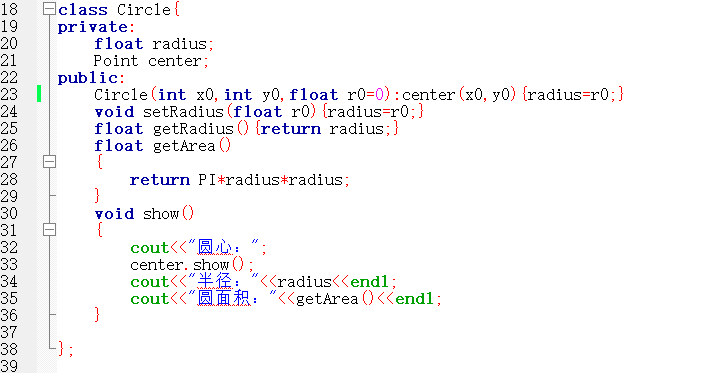 18 class Circle{
19 private:
20 float radius;
21 Point center;
22 public:
23 Circle(int x0,int y0,float r0=0):center(x0,y0){radius=r0;}
24 void setRadius(float r0){radius=r0;}
25 float getRadius(){return radius;}
26 float getArea()
27 {
28 return PI*radius*radius;
29 }
30 void show()
31 {
32 cout<<"圆心：";
33 center.show();
34 cout<<"半径："<<radius<<endl;
35 cout<<"圆面积："<<getArea()<<endl;
36 }
37
38 };
39